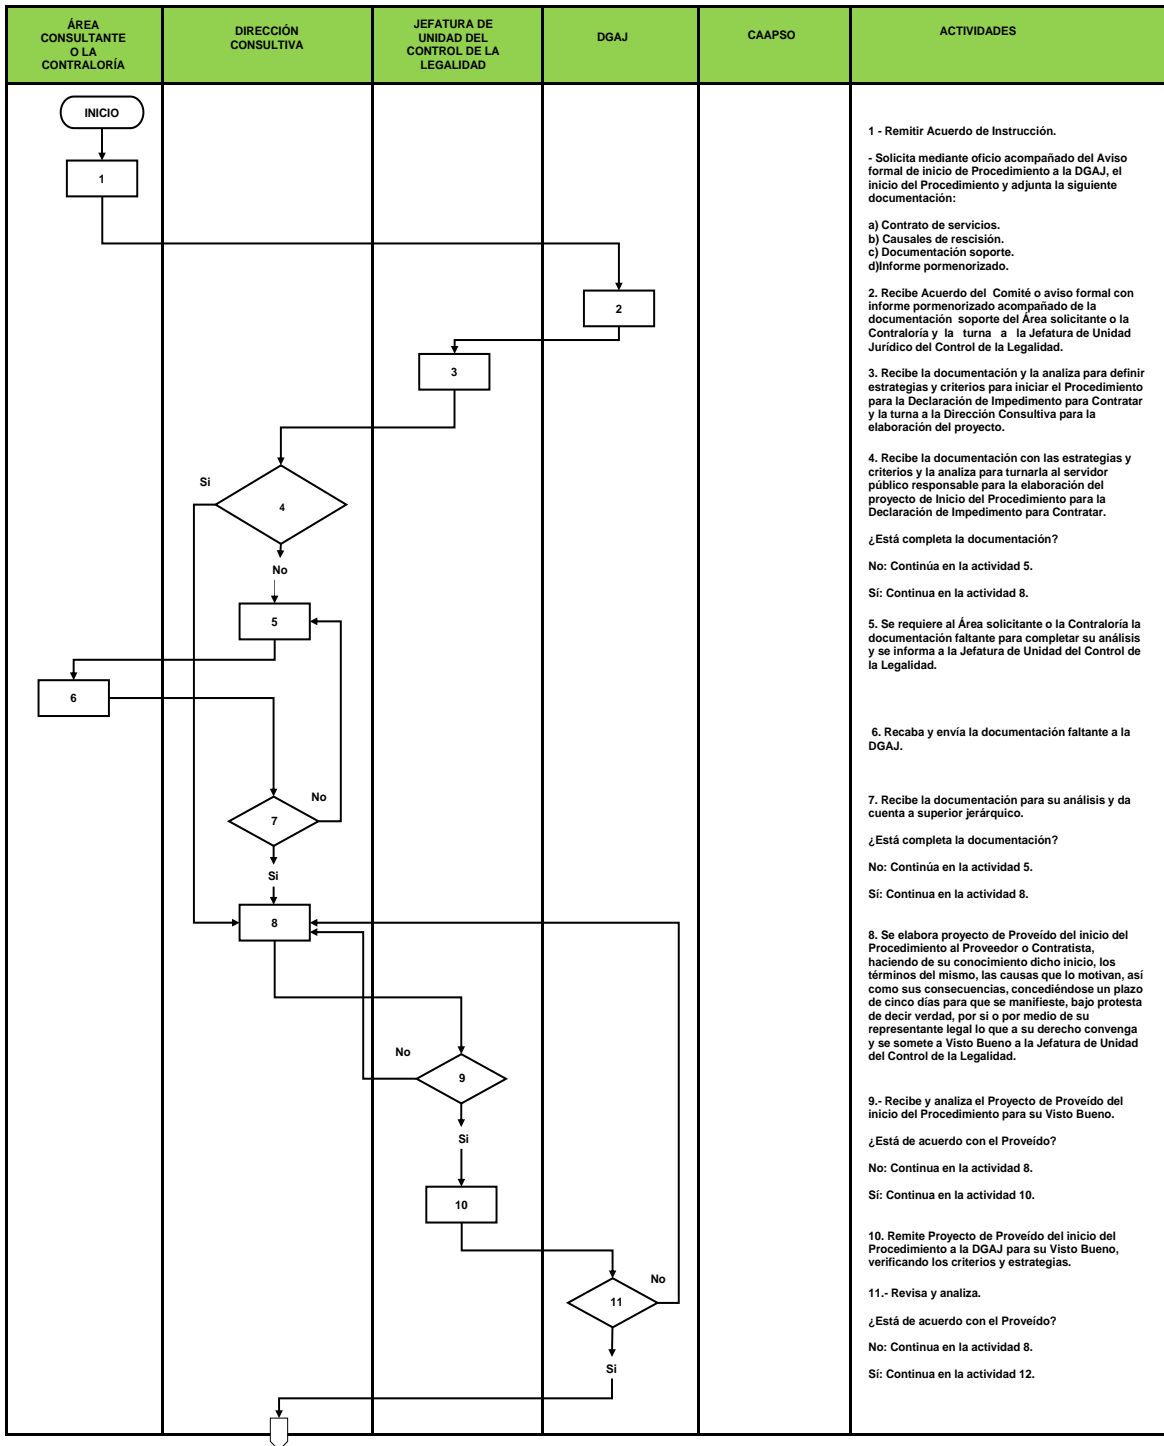 ÁREA
CONSULTANTE
O LA
CONTRALORÍA
DIRECCIÓN
CONSULTIVA
JEFATURA DE
UNIDAD DEL
CONTROL DE LA
LEGALIDAD
DGAJ
CAAPSO
ACTIVIDADES
INICIO
1
2
3
Si
4
No
5
6
No
7
Si
8
No
9
Si
10
No
11
Si
1 - Remitir Acuerdo de Instrucción.
- Solicita mediante oficio acompañado del Aviso
formal de inicio de Procedimiento a la DGAJ, el
inicio del Procedimiento y adjunta la siguiente
documentación:
a) Contrato de servicios.
b) Causales de rescisión.
c) Documentación soporte.
d)Informe pormenorizado.
2. Recibe Acuerdo del Comité o aviso formal con
informe pormenorizado acompañado de la
documentación soporte del Área solicitante o la
Contraloría y la turna a la Jefatura de Unidad
Jurídico del Control de la Legalidad.
3. Recibe la documentación y la analiza para definir
estrategias y criterios para iniciar el Procedimiento
para la Declaración de Impedimento para Contratar
y la turna a la Dirección Consultiva para la
elaboración del proyecto.
4. Recibe la documentación con las estrategias y
criterios y la analiza para turnarla al servidor
público responsable para la elaboración del
proyecto de Inicio del Procedimiento para la
Declaración de Impedimento para Contratar.
¿Está completa la documentación?
No: Continúa en la actividad 5.
Sí: Continua en la actividad 8.
5. Se requiere al Área solicitante o la Contraloría la
documentación faltante para completar su análisis
y se informa a la Jefatura de Unidad del Control de
la Legalidad.
6. Recaba y envía la documentación faltante a la
DGAJ.
7. Recibe la documentación para su análisis y da
cuenta a superior jerárquico.
¿Está completa la documentación?
No: Continúa en la actividad 5.
Sí: Continua en la actividad 8.
8. Se elabora proyecto de Proveído del inicio del
Procedimiento al Proveedor o Contratista,
haciendo de su conocimiento dicho inicio, los
términos del mismo, las causas que lo motivan, así
como sus consecuencias, concediéndose un plazo
de cinco días para que se manifieste, bajo protesta
de decir verdad, por si o por medio de su
representante legal lo que a su derecho convenga
y se somete a Visto Bueno a la Jefatura de Unidad
del Control de la Legalidad.
9.- Recibe y analiza el Proyecto de Proveído del
inicio del Procedimiento para su Visto Bueno.
¿Está de acuerdo con el Proveído?
No: Continua en la actividad 8.
Sí: Continua en la actividad 10.
10. Remite Proyecto de Proveído del inicio del
Procedimiento a la DGAJ para su Visto Bueno,
verificando los criterios y estrategias.
11.- Revisa y analiza.
¿Está de acuerdo con el Proveído?
No: Continua en la actividad 8.
Sí: Continua en la actividad 12.